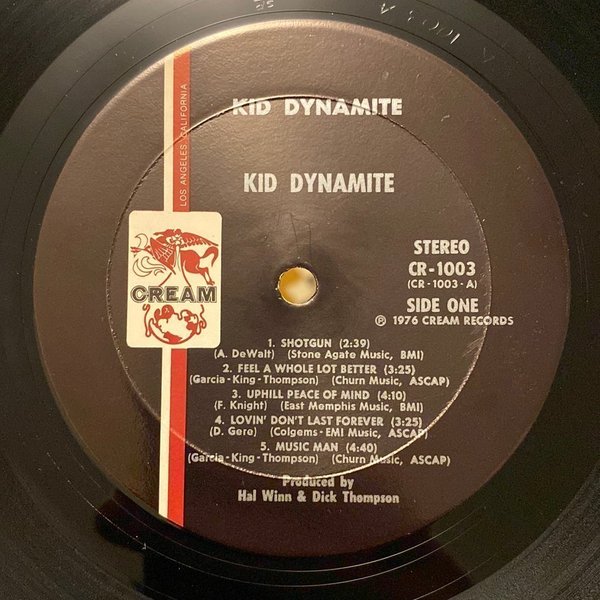 CR 1003 A
KID DYNAMITE
KID DYNAMITE
LOS ANGELES, CALIFORNIA
CREAM
STEREO
CR-1003
(CR - 1003 - A)
SIDE ONE
℗ 1976 CREAM RECORDS
1. SHOTGUN (2:39)
(A. DeWalt) (Stone Agate Music, BMI)
2. FEEL A WHOLE LOT BETTER (3:25)
(Garcia-King-Thompson) (Churn Music, ASCAP)
3. UPHILL PEACE OF MIND (4:10)
(F. Knight) (East Memphis Music, BMI)
4. LOVIN' DON'T LAST FOREVER (3:25)
(D. Gere) (Colgems-EMI Music, ASCAP)
5. MUSIC MAN (4:40)
(Garcia-King-Thompson) (Churn Music, ASCAP)
Produced by
Hal Winn & Dick Thompson